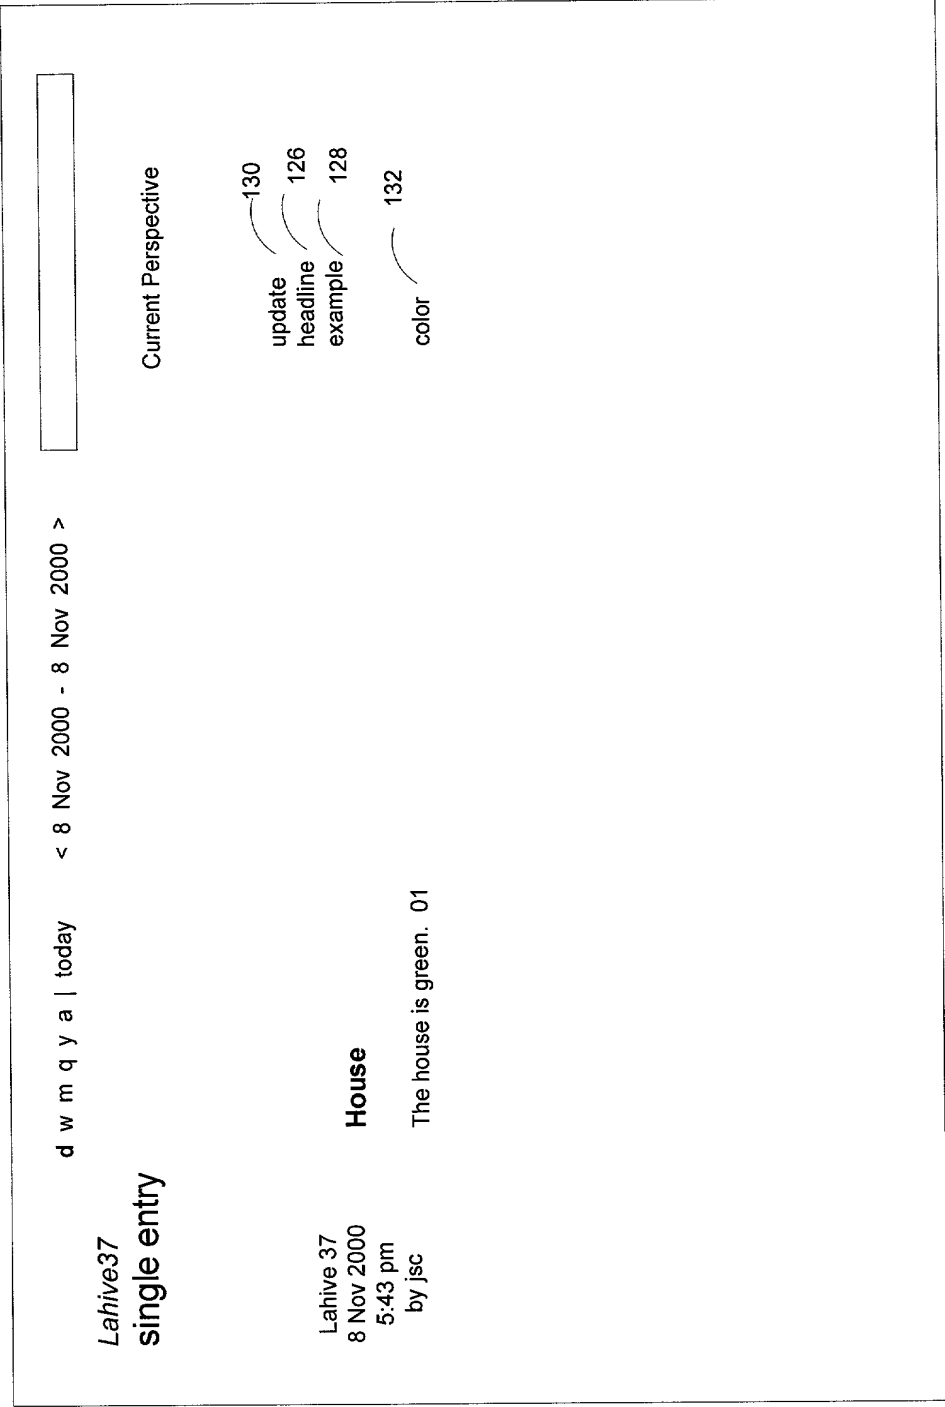 d w m q y a | today < 8 Nov 2000 - 8 Nov 2000 >
Lahive37
single entry
Current Perspective
130
update
126
headline
128
example
Lahive 37
8 Nov 2000
5:43 pm
by jsc
House
The house is green. 01
132
color